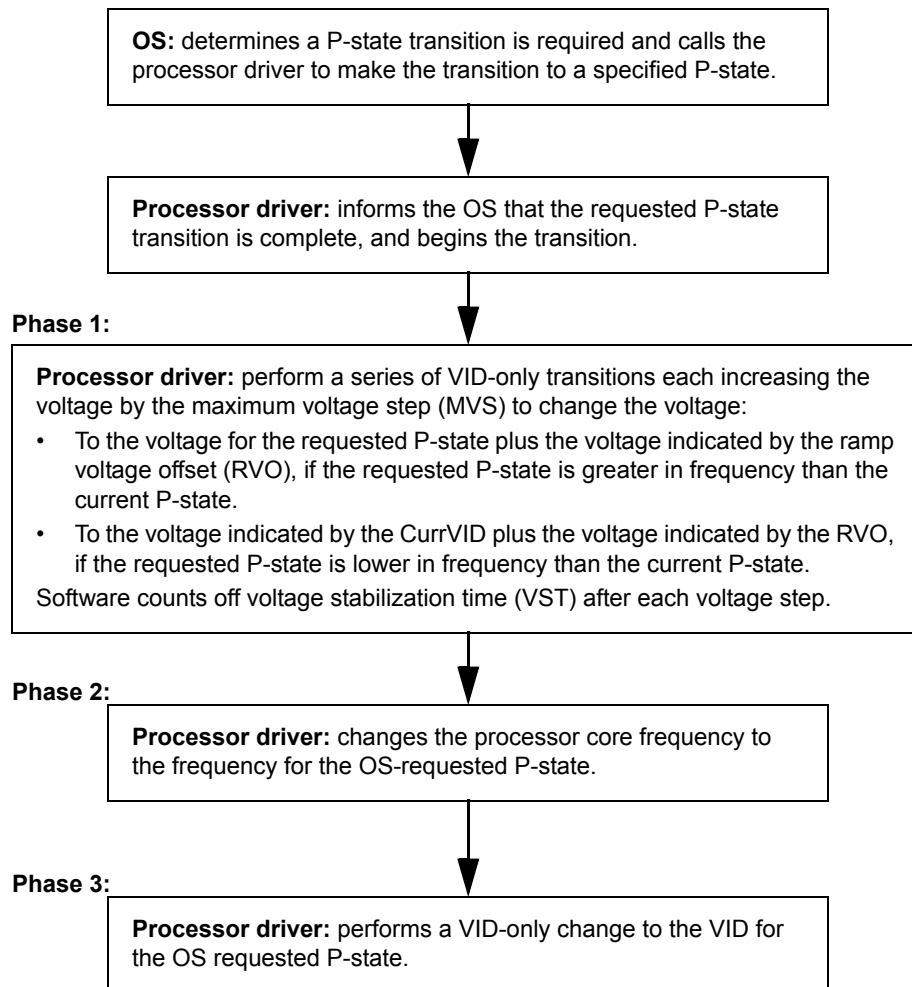 OS: determines a P-state transition is required and calls the
processor driver to make the transition to a specified P-state.
Processor driver: informs the OS that the requested P-state
transition is complete, and begins the transition.
Phase 1:
Processor driver: perform a series of VID-only transitions each increasing the
voltage by the maximum voltage step (MVS) to change the voltage:
• To the voltage for the requested P-state plus the voltage indicated by the ramp
voltage offset (RVO), if the requested P-state is greater in frequency than the
current P-state.
• To the voltage indicated by the CurrVID plus the voltage indicated by the RVO,
if the requested P-state is lower in frequency than the current P-state.
Software counts off voltage stabilization time (VST) after each voltage step.
Phase 2:
Processor driver: changes the processor core frequency to
the frequency for the OS-requested P-state.
Phase 3:
Processor driver: performs a VID-only change to the VID for
the OS requested P-state.